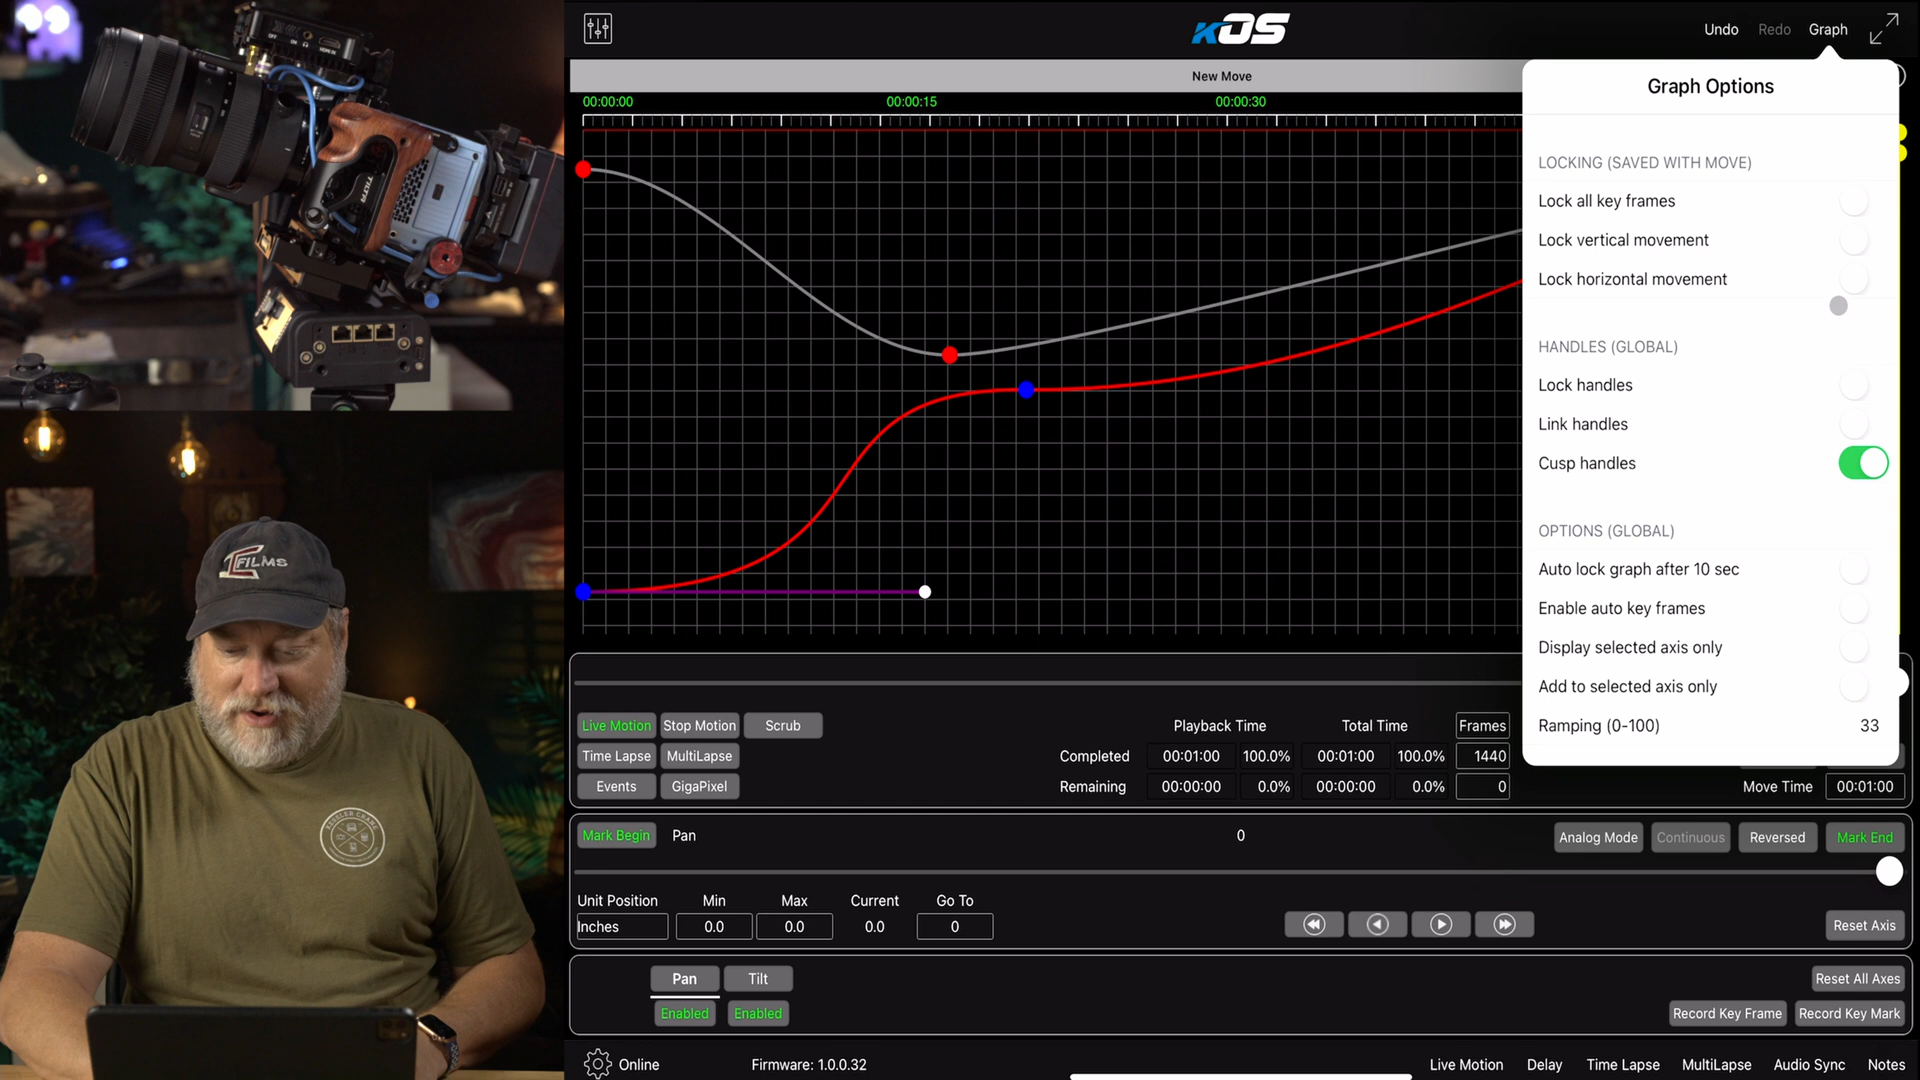 kOS
Undo
Redo
Graph
New Move
00:00:00
00:00:15
00:00:30
Graph Options
LOCKING (SAVED WITH MOVE)
Lock all key frames
Lock vertical movement
Lock horizontal movement
HANDLES (GLOBAL)
Lock handles
Link handles
Cusp handles
OPTIONS (GLOBAL)
Auto lock graph after 10 sec
Enable auto key frames
Display selected axis only
Add to selected axis only
Ramping (0-100) 33
Live Motion Stop Motion Scrub
Time Lapse MultiLapse
Events GigaPixel
Playback Time Total Time Frames
Completed 00:01:00 100.0% 00:01:00 100.0% 1440
Remaining 00:00:00 0.0% 00:00:00 0.0% 0
Move Time 00:01:00
Mark Begin Pan 0 Analog Mode Continuous Reversed Mark End
Unit Position Min Max Current Go To
Inches 0.0 0.0 0.0 0
Reset Axis
Pan Tilt
Enabled Enabled
Reset All Axes
Record Key Frame Record Key Mark
Online Firmware: 1.0.0.32 Live Motion Delay Time Lapse MultiLapse Audio Sync Notes
FILMS
KESSLER CRANE
TILTA